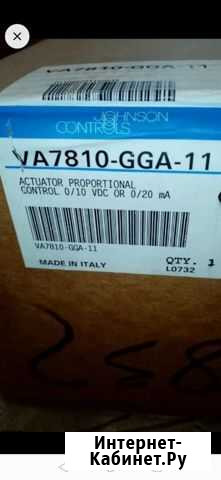 JOHNSON
CONTROLS
VA7810-GGA-11
ACTUATOR PROPORTIONAL
CONTROL 0/10 VDC OR 0/20 mA
VA7810-GGA-11
MADE IN ITALY
QTY. 1
L0732
Интернет-
Кабинет.Ру